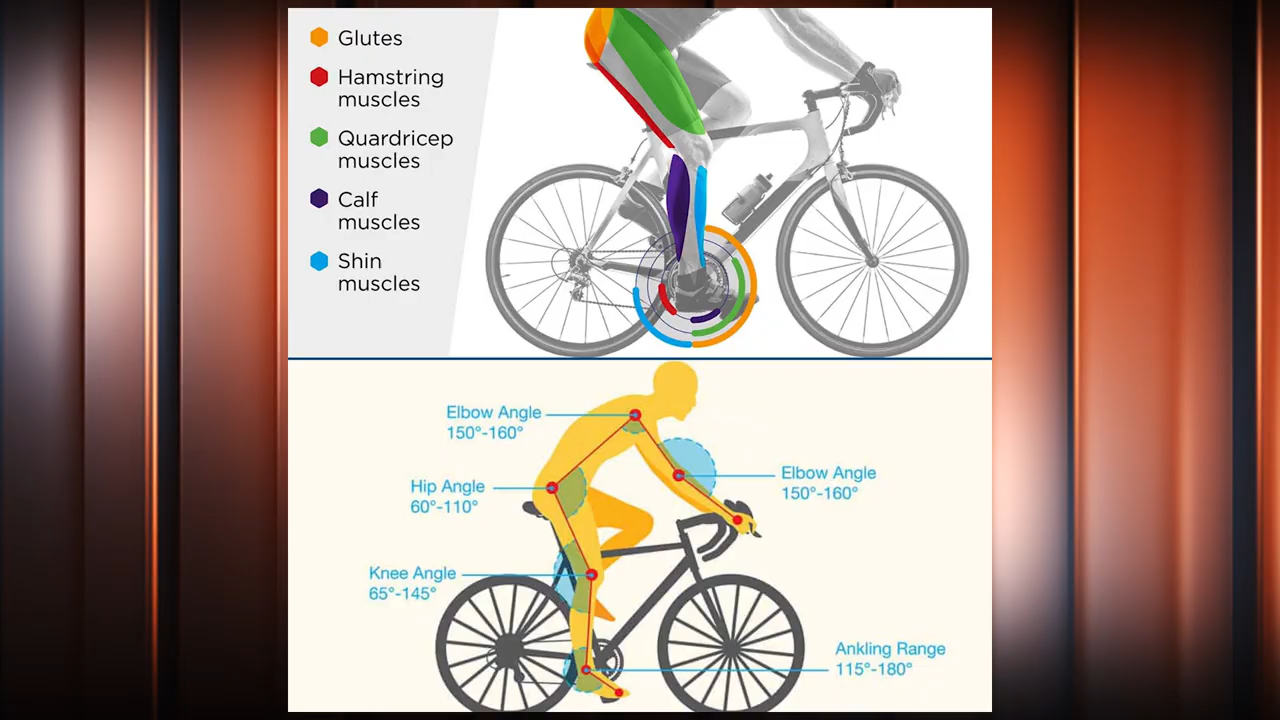 Glutes
Hamstring
muscles
Quardricep
muscles
Calf
muscles
Shin
muscles
Elbow Angle
150°-160°
Elbow Angle
150°-160°
Hip Angle
60°-110°
Knee Angle
65°-145°
Ankling Range
115°-180°